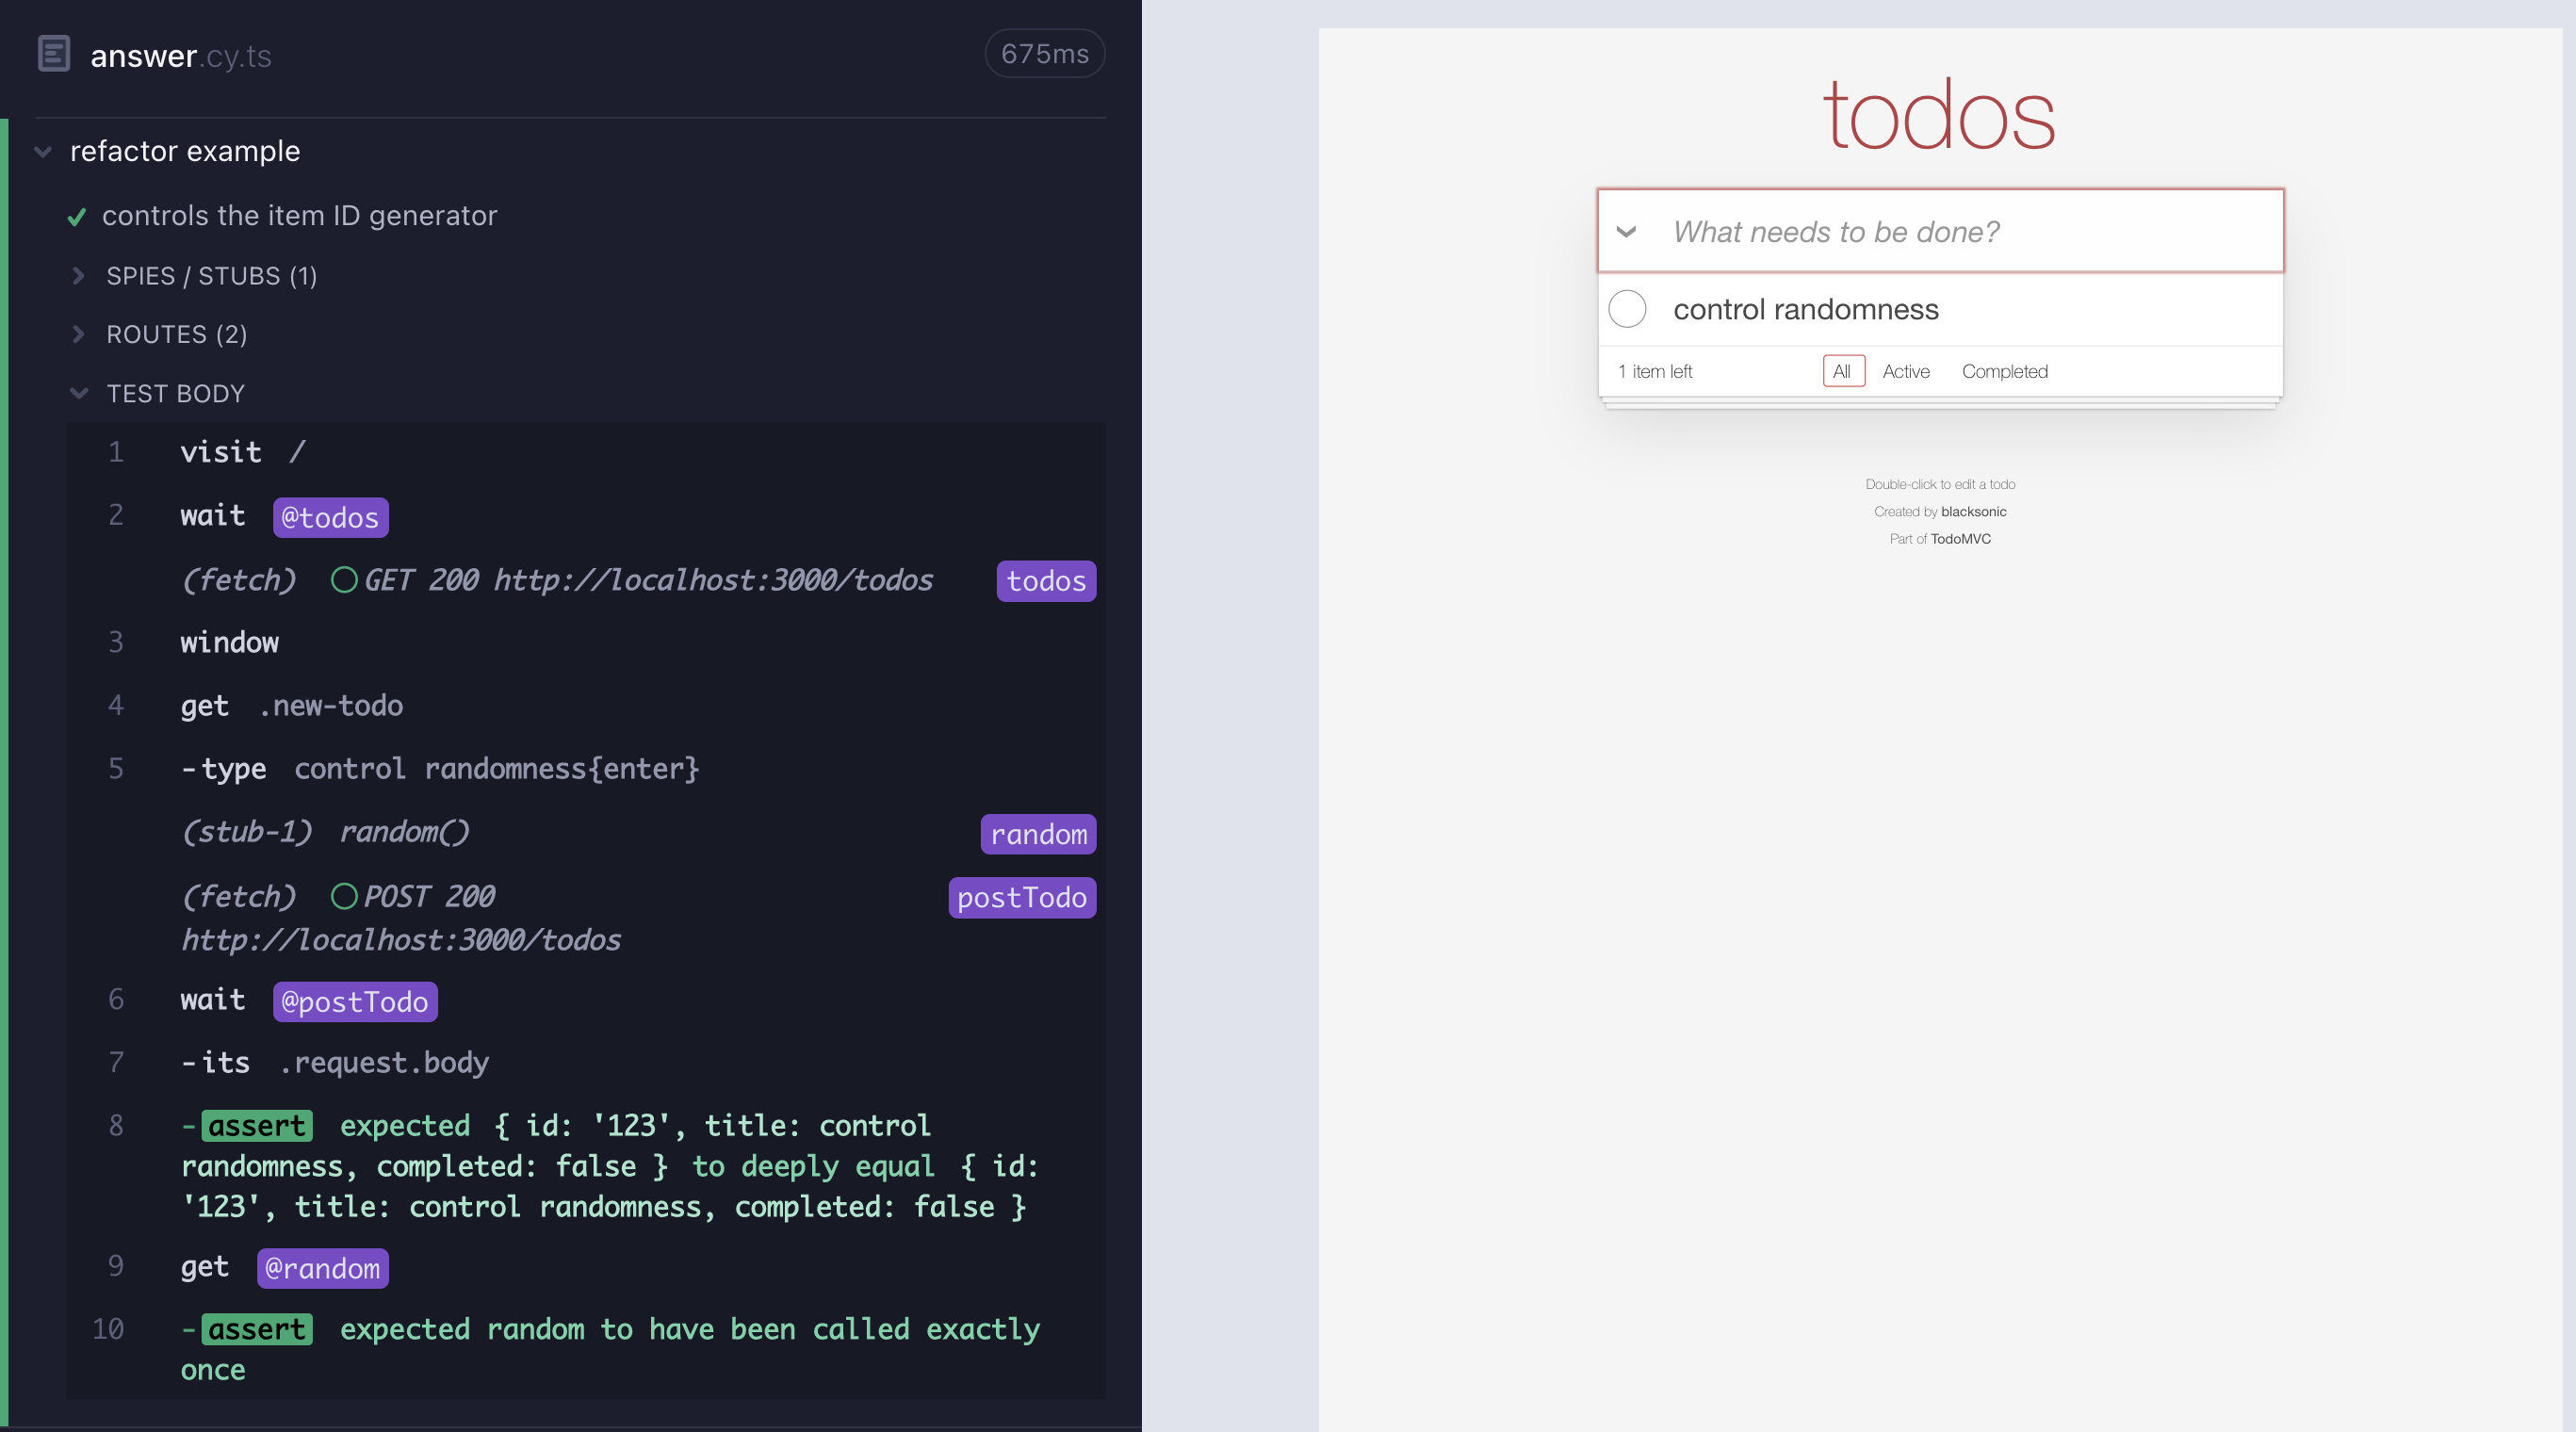 answer.cy.ts
675ms
refactor example
controls the item ID generator
SPIES / STUBS (1)
ROUTES (2)
TEST BODY
1 visit /
2 wait @todos
(fetch) GET 200 http://localhost:3000/todos todos
3 window
4 get .new-todo
5 -type control randomness{enter}
(stub-1) random() random
(fetch) POST 200 postTodo
http://localhost:3000/todos
6 wait @postTodo
7 -its .request.body
8 -assert expected { id: '123', title: control
randomness, completed: false } to deeply equal { id:
'123', title: control randomness, completed: false }
9 get @random
10 -assert expected random to have been called exactly
once
todos
What needs to be done?
control randomness
1 item left All Active Completed
Double-click to edit a todo
Created by blacksonic
Part of TodoMVC